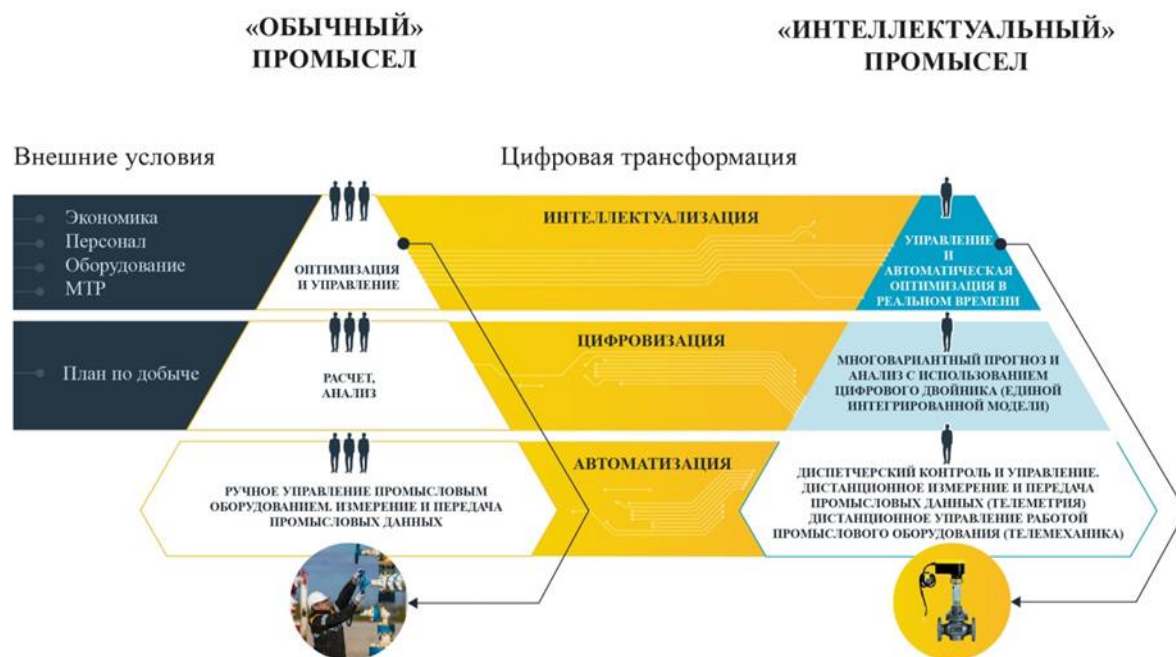 «ОБЫЧНЫЙ»
ПРОМЫСЕЛ
«ИНТЕЛЛЕКТУАЛЬНЫЙ»
ПРОМЫСЕЛ
Внешние условия
Цифровая трансформация
Экономика
Персонал
Оборудование
МТР
ОПТИМИЗАЦИЯ
И УПРАВЛЕНИЕ
ИНТЕЛЛЕКТУАЛИЗАЦИЯ
УПРАВЛЕНИЕ
И
АВТОМАТИЧЕСКАЯ
ОПТИМИЗАЦИЯ В
РЕАЛЬНОМ ВРЕМЕНИ
План по добыче
РАСЧЕТ,
АНАЛИЗ
ЦИФРОВИЗАЦИЯ
МНОГОВАРИАНТНЫЙ ПРОГНОЗ И
АНАЛИЗ С ИСПОЛЬЗОВАНИЕМ
ЦИФРОВОГО ДВОЙНИКА (ЕДИНОЙ
ИНТЕГРИРОВАННОЙ МОДЕЛИ)
РУЧНОЕ УПРАВЛЕНИЕ ПРОМЫСЛОВЫМ
ОБОРУДОВАНИЕМ. ИЗМЕРЕНИЕ И ПЕРЕДАЧА
ПРОМЫСЛОВЫХ ДАННЫХ
АВТОМАТИЗАЦИЯ
ДИСПЕТЧЕРСКИЙ КОНТРОЛЬ И УПРАВЛЕНИЕ.
ДИСТАНЦИОННОЕ ИЗМЕРЕНИЕ И ПЕРЕДАЧА
ПРОМЫСЛОВЫХ ДАННЫХ (ТЕЛЕМЕТРИЯ)
ДИСТАНЦИОННОЕ УПРАВЛЕНИЕ РАБОТОЙ
ПРОМЫСЛОВОГО ОБОРУДОВАНИЯ (ТЕЛЕМЕХАНИКА)